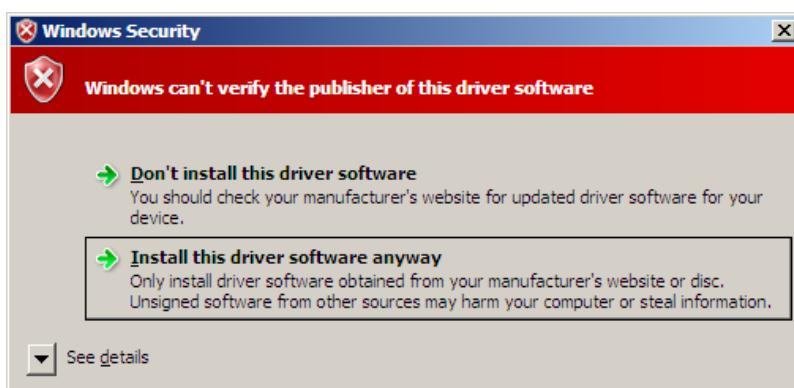 Windows Security
Windows can't verify the publisher of this driver software
Don't install this driver software
You should check your manufacturer's website for updated driver software for your
device.
Install this driver software anyway
Only install driver software obtained from your manufacturer's website or disc.
Unsigned software from other sources may harm your computer or steal information.
See details